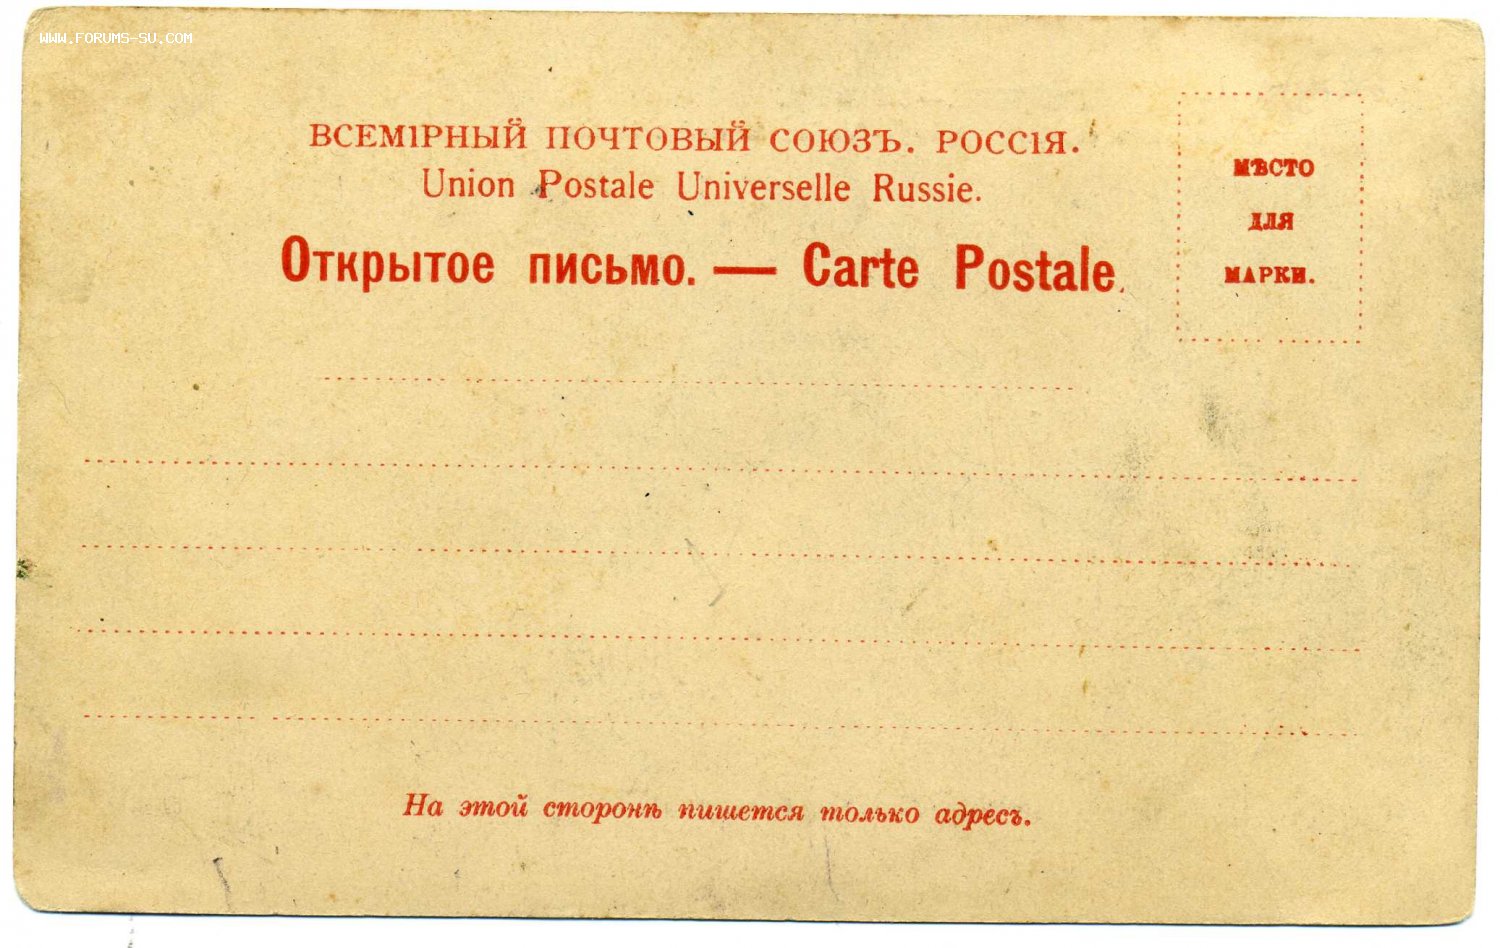 WWW.FORUMS-SU.COM
ВСЕМІРНЫЙ ПОЧТОВЫЙ СОЮЗЪ. РОССІЯ.
Union Postale Universelle Russie.
Открытое письмо. — Carte Postale.
МѢСТО
ДЛЯ
МАРКИ.
На этой сторонѣ пишется только адресъ.